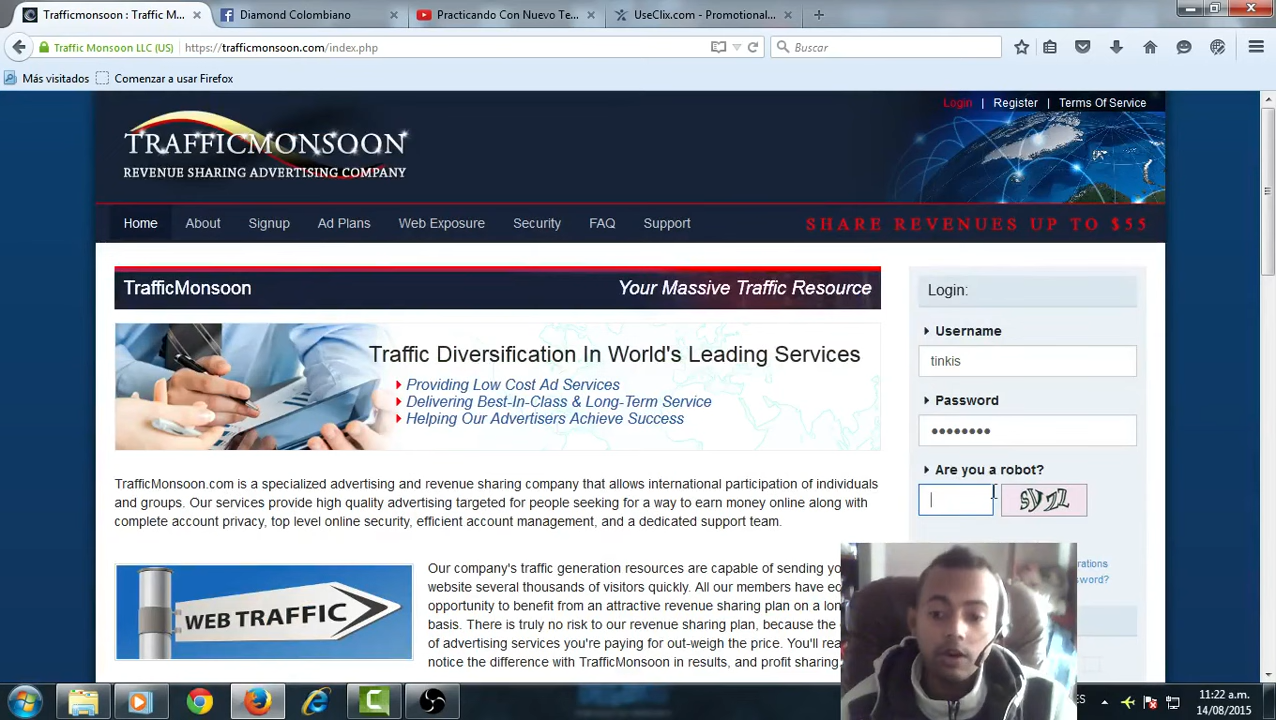 Trafficmonsoon : Traffic M...
Diamond Colombiano
Practicando Con Nuevo Te...
UseClix.com - Promotional...
Traffic Monsoon LLC (US)
https://trafficmonsoon.com/index.php
Buscar
Más visitados
Comenzar a usar Firefox
Login | Register | Terms Of Service
TRAFFICMONSOON
REVENUE SHARING ADVERTISING COMPANY
Home
About
Signup
Ad Plans
Web Exposure
Security
FAQ
Support
SHARE REVENUES UP TO $55
TrafficMonsoon
Your Massive Traffic Resource
Traffic Diversification In World's Leading Services
Providing Low Cost Ad Services
Delivering Best-In-Class & Long-Term Service
Helping Our Advertisers Achieve Success
TrafficMonsoon.com is a specialized advertising and revenue sharing company that allows international participation of individuals
and groups. Our services provide high quality advertising targeted for people seeking for a way to earn money online along with
complete account privacy, top level online security, efficient account management, and a dedicated support team.
WEB TRAFFIC
Our company's traffic generation resources are capable of sending yo
website several thousands of visitors quickly. All our members have e
opportunity to benefit from an attractive revenue sharing plan on a lon
basis. There is truly no risk to our revenue sharing plan, because the
of advertising services you're paying for out-weigh the price. You'll rea
notice the difference with TrafficMonsoon in results, and profit sharing
Login:
Username
tinkis
Password
Are you a robot?
syzl
rations
sword?
ES
11:22 a.m.
14/08/2015